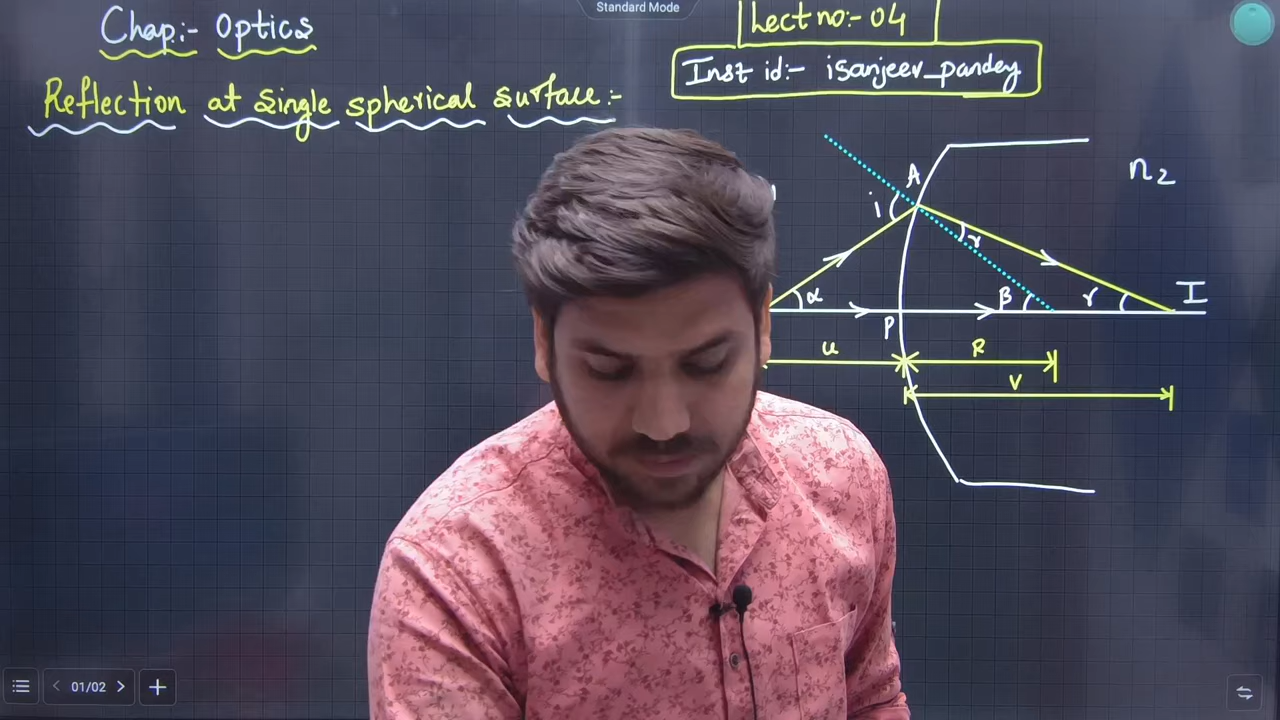 Standard Mode
Chap:- Optics
Lect no:- 04
Inst id:- isanjeev_pandey
Reflection at single spherical surface:-
n2
A
i
r
α
β
γ
I
P
u
R
v
01/02